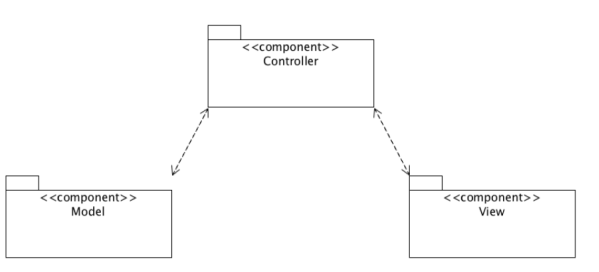 <<component>>
Controller
<<component>>
Model
<<component>>
View